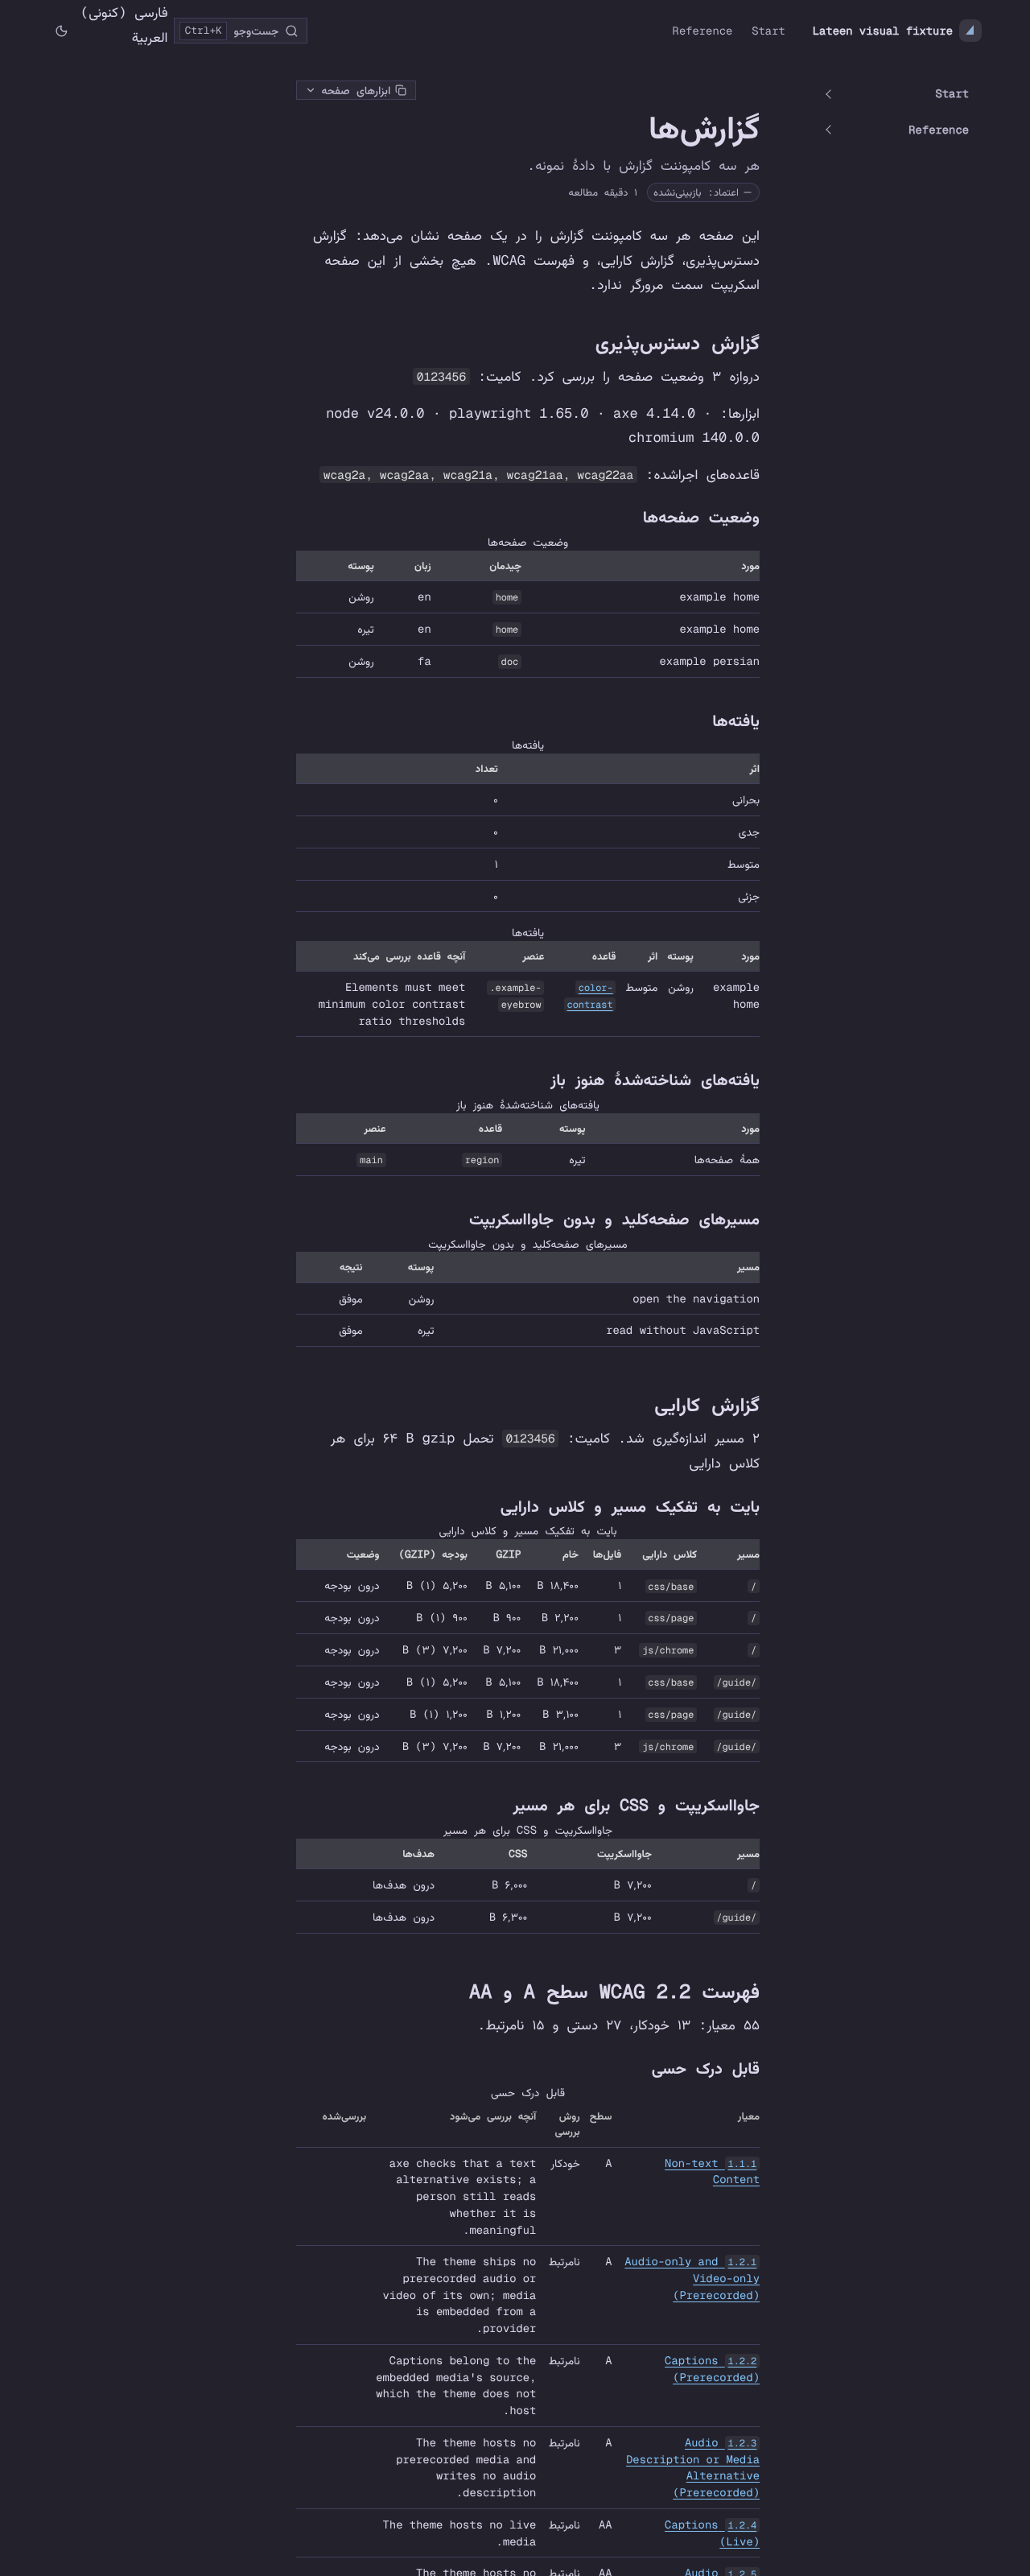 Lateen visual fixture
Start
Reference
جست‌وجو Ctrl+K
فارسی (کنونی)
العربية
Start
Reference
ابزارهای صفحه
گزارش‌ها
هر سه کامپوننت گزارش با دادهٔ نمونه.
اعتماد: بازبینی‌نشده
۱ دقیقه مطالعه
این صفحه هر سه کامپوننت گزارش را در یک صفحه نشان می‌دهد: گزارش
دسترس‌پذیری، گزارش کارایی، و فهرست WCAG. هیچ بخشی از این صفحه
اسکریپت سمت مرورگر ندارد.
گزارش دسترس‌پذیری
دروازه ۳ وضعیت صفحه را بررسی کرد. کامیت: 0123456
ابزارها: node v24.0.0 · playwright 1.65.0 · axe 4.14.0 ·
chromium 140.0.0
قاعده‌های اجراشده: wcag2a, wcag2aa, wcag21a, wcag21aa, wcag22aa
وضعیت صفحه‌ها
وضعیت صفحه‌ها
مورد چیدمان زبان پوسته
example home home en روشن
example home home en تیره
example persian doc fa روشن
یافته‌ها
یافته‌ها
اثر تعداد
بحرانی ۰
جدی ۰
متوسط ۱
جزئی ۰
یافته‌ها
مورد پوسته اثر قاعده عنصر آنچه قاعده بررسی می‌کند
example روشن متوسط color- .example- Elements must meet
home contrast eyebrow minimum color contrast
ratio thresholds
یافته‌های شناخته‌شدهٔ هنوز باز
یافته‌های شناخته‌شدهٔ هنوز باز
مورد پوسته قاعده عنصر
همهٔ صفحه‌ها تیره region main
مسیرهای صفحه‌کلید و بدون جاوااسکریپت
مسیرهای صفحه‌کلید و بدون جاوااسکریپت
مسیر پوسته نتیجه
open the navigation روشن موفق
read without JavaScript تیره موفق
گزارش کارایی
۲ مسیر اندازه‌گیری شد. کامیت: 0123456 تحمل ۶۴ B gzip برای هر
کلاس دارایی
بایت به تفکیک مسیر و کلاس دارایی
بایت به تفکیک مسیر و کلاس دارایی
مسیر کلاس دارایی فایل‌ها خام GZIP بودجه (GZIP) وضعیت
/ css/base ۱ ۱۸,۴۰۰ B ۵,۱۰۰ B ۵,۲۰۰ (۱) B درون بودجه
/ css/page ۱ ۲,۲۰۰ B ۹۰۰ B ۹۰۰ (۱) B درون بودجه
/ js/chrome ۳ ۲۱,۰۰۰ B ۷,۲۰۰ B ۷,۲۰۰ (۳) B درون بودجه
/guide/ css/base ۱ ۱۸,۴۰۰ B ۵,۱۰۰ B ۵,۲۰۰ (۱) B درون بودجه
/guide/ css/page ۱ ۳,۱۰۰ B ۱,۲۰۰ B ۱,۲۰۰ (۱) B درون بودجه
/guide/ js/chrome ۳ ۲۱,۰۰۰ B ۷,۲۰۰ B ۷,۲۰۰ (۳) B درون بودجه
جاوااسکریپت و CSS برای هر مسیر
جاوااسکریپت و CSS برای هر مسیر
مسیر جاوااسکریپت CSS هدف‌ها
/ ۷,۲۰۰ B ۶,۰۰۰ B درون هدف‌ها
/guide/ ۷,۲۰۰ B ۶,۳۰۰ B درون هدف‌ها
فهرست WCAG 2.2 سطح A و AA
۵۵ معیار: ۱۳ خودکار، ۲۷ دستی و ۱۵ نامرتبط.
قابل درک حسی
قابل درک حسی
معیار سطح روش آنچه بررسی می‌شود بررسی‌شده
بررسی
1.1.1 Non-text A خودکار axe checks that a text
Content alternative exists; a
person still reads
whether it is
meaningful.
1.2.1 Audio-only and A نامرتبط The theme ships no
Video-only prerecorded audio or
(Prerecorded) video of its own; media
is embedded from a
provider.
1.2.2 Captions A نامرتبط Captions belong to the
(Prerecorded) embedded media's source,
which the theme does not
host.
1.2.3 Audio A نامرتبط The theme hosts no
Description or Media prerecorded media and
Alternative writes no audio
(Prerecorded) description.
1.2.4 Captions AA نامرتبط The theme hosts no live
(Live) media.
1.2.5 Audio AA نامرتبط The theme hosts no